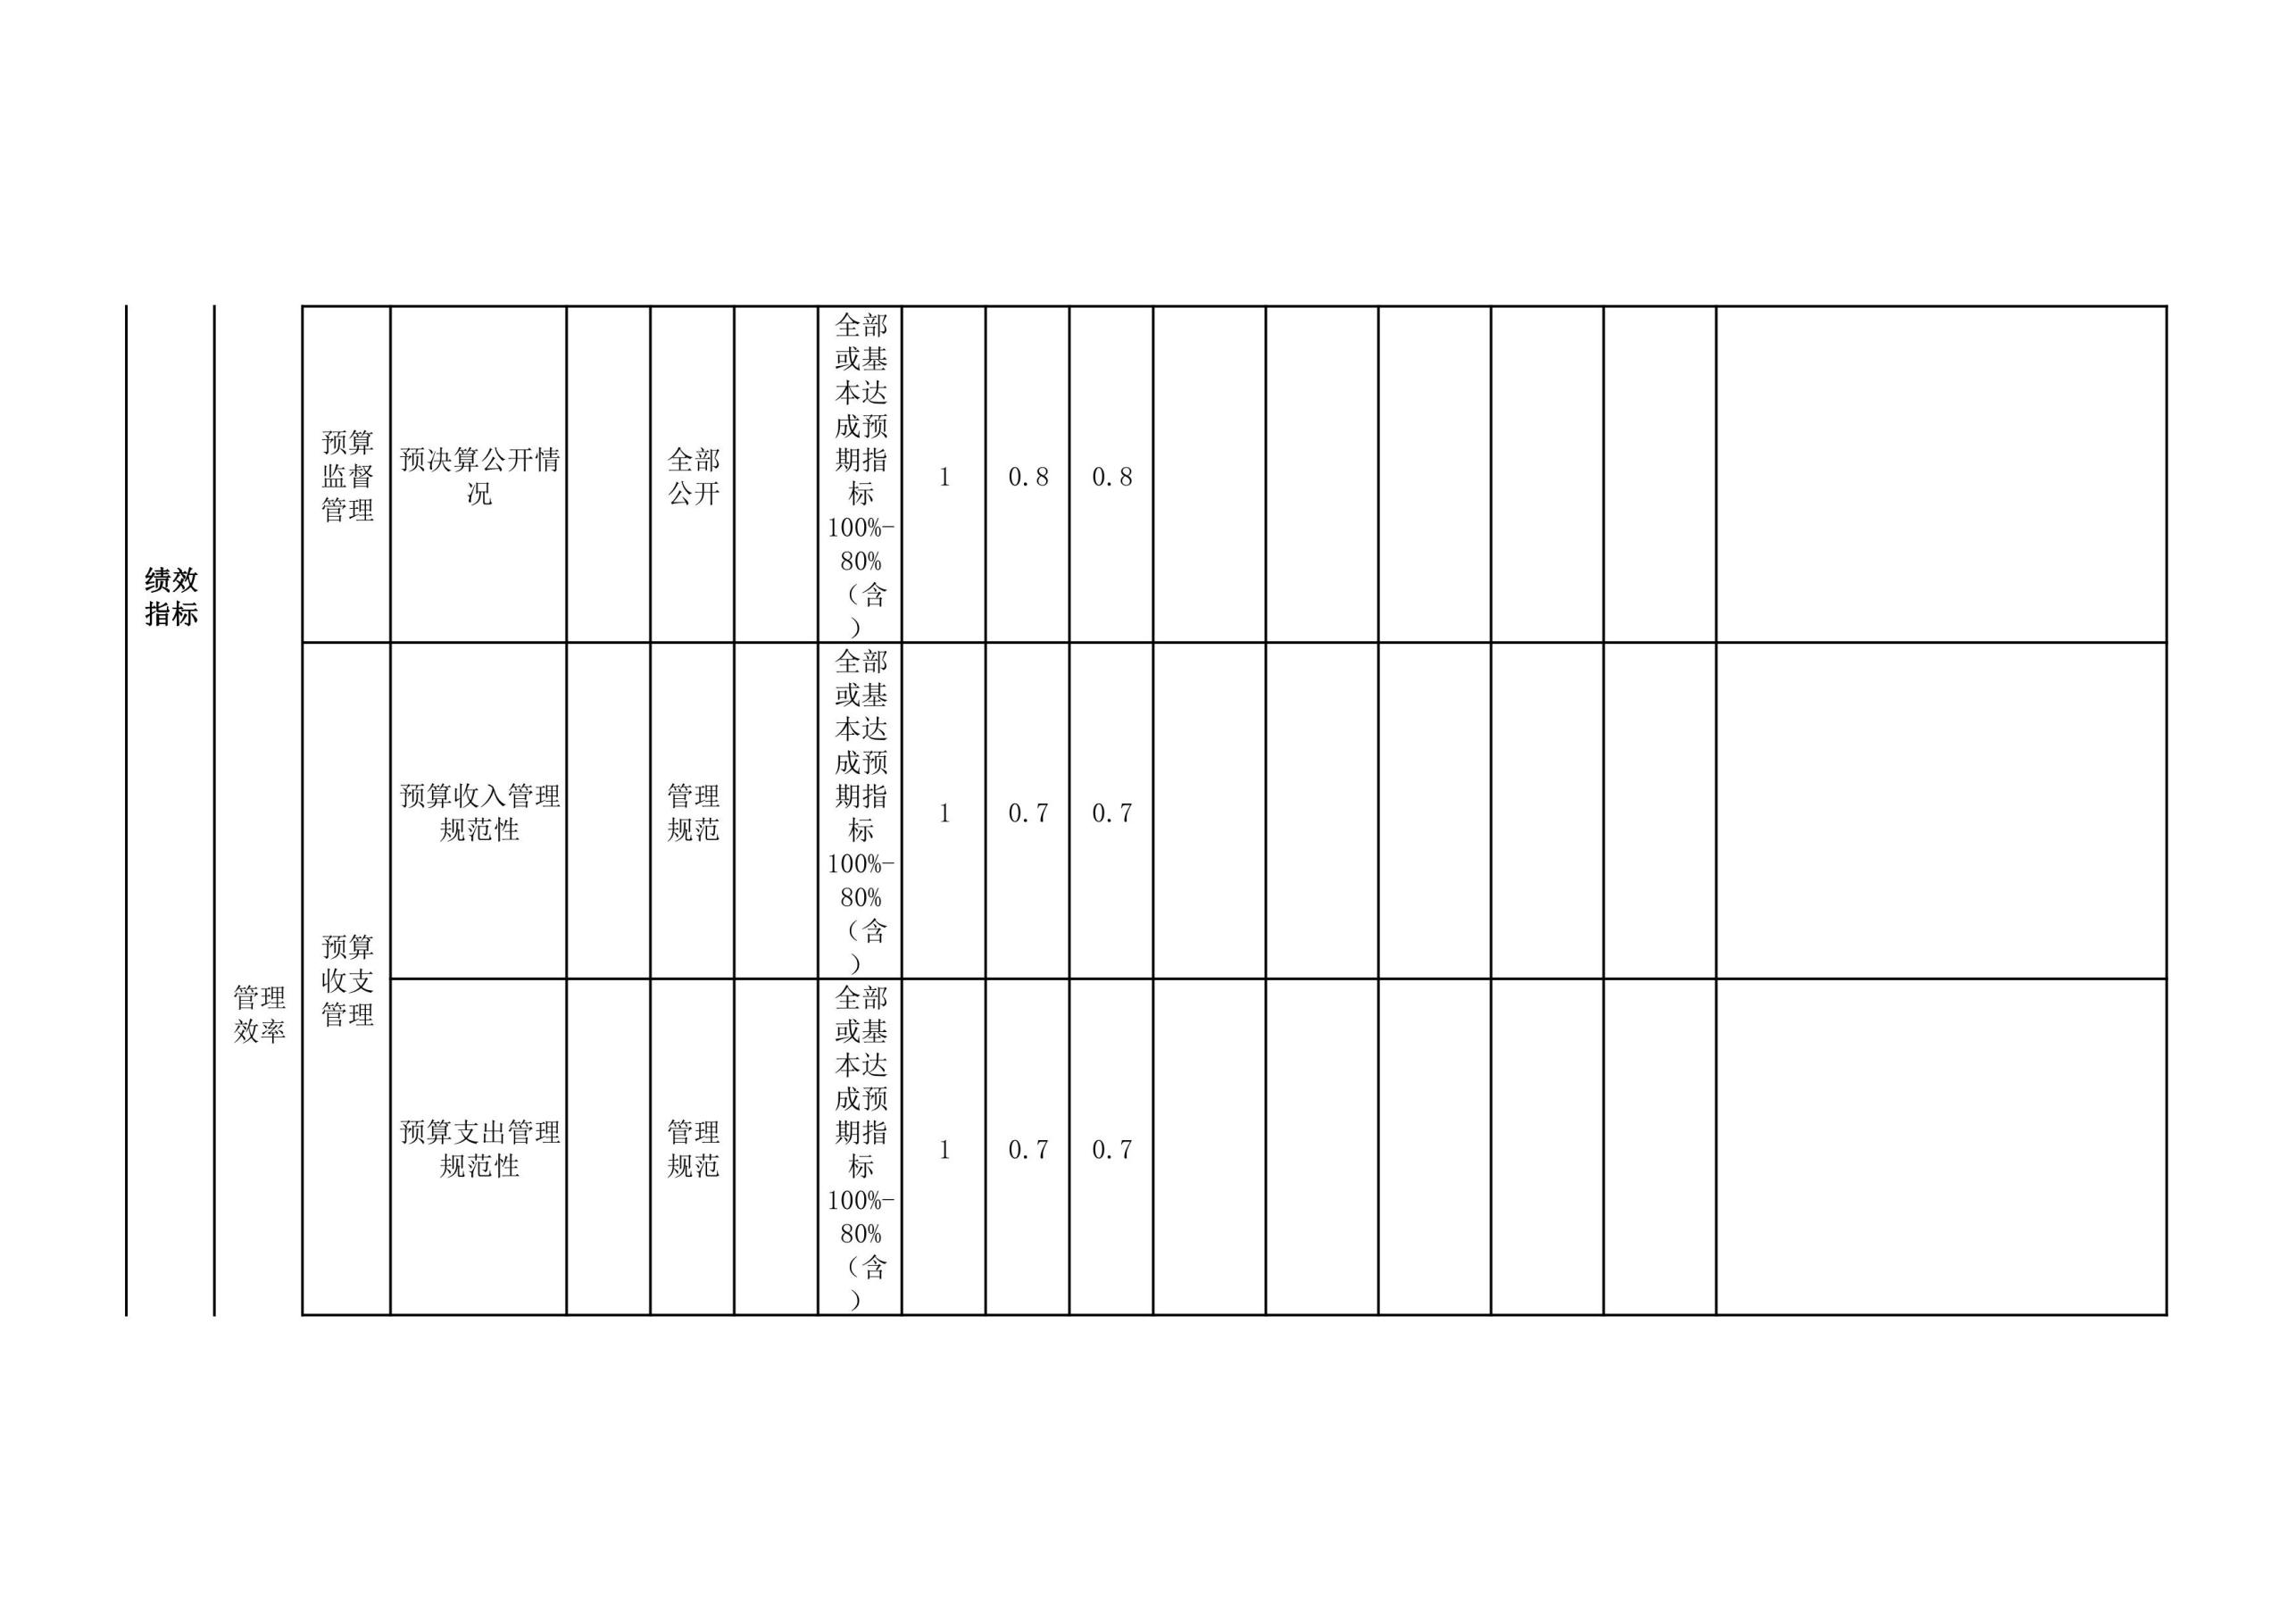 绩效
指标
管理
效率
预算
监督
管理
预决算公开情
况
全部
公开
全部
或基
本达
成预
期指
标
100%-
80%
（含
）
1
0.8
0.8
预算
收支
管理
预算收入管理
规范性
管理
规范
全部
或基
本达
成预
期指
标
100%-
80%
（含
）
1
0.7
0.7
预算支出管理
规范性
管理
规范
全部
或基
本达
成预
期指
标
100%-
80%
（含
）
1
0.7
0.7